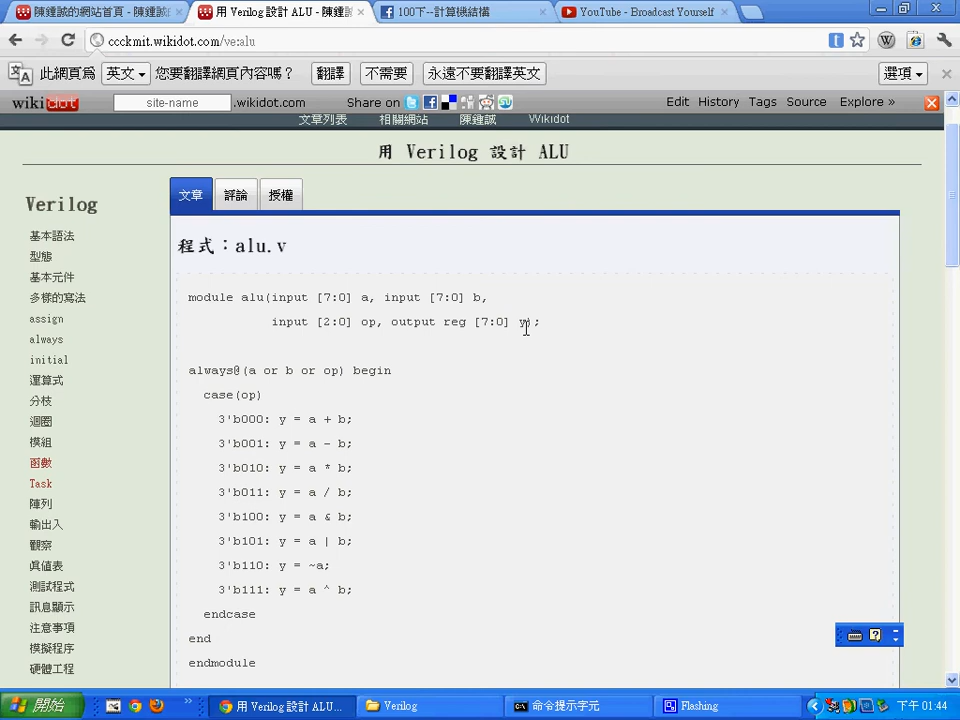 陳鍾誠的網站首頁 - 陳鍾誠
用 Verilog 設計 ALU - 陳鍾誠
100下--計算機結構
YouTube - Broadcast Yourself
ccckmit.wikidot.com/ve:alu
此網頁為 英文 您要翻譯網頁內容嗎？ 翻譯 不需要 永遠不要翻譯英文 選項
wikidot site-name .wikidot.com Share on Edit History Tags Source Explore »
文章列表 相關網站 陳鍾誠 Wikidot
用 Verilog 設計 ALU
Verilog
基本語法
型態
基本元件
多樣的寫法
assign
always
initial
運算式
分枝
迴圈
模組
函數
Task
陣列
輸出入
觀察
真值表
測試程式
訊息顯示
注意事項
模擬程序
硬體工程
文章 評論 授權
程式：alu.v
module alu(input [7:0] a, input [7:0] b,
input [2:0] op, output reg [7:0] y);
always@(a or b or op) begin
case(op)
3'b000: y = a + b;
3'b001: y = a - b;
3'b010: y = a * b;
3'b011: y = a / b;
3'b100: y = a & b;
3'b101: y = a | b;
3'b110: y = ~a;
3'b111: y = a ^ b;
endcase
end
endmodule
開始 用 Verilog 設計 ALU... Verilog 命令提示字元 Flashing 下午 01:44